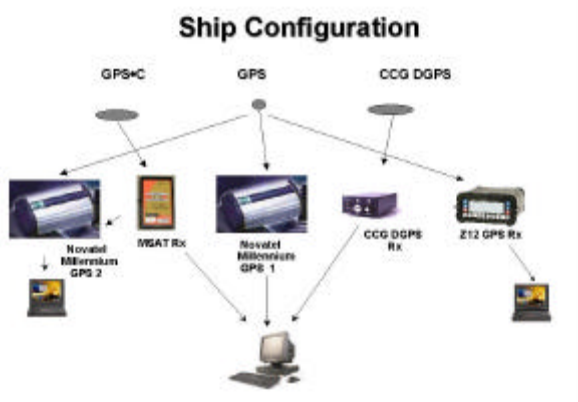 Ship Configuration
GPS•C
GPS
CCG DGPS
Novatel
Millennium
GPS 2
MSAT Rx
Novatel
Millennium
GPS 1
CCG DGPS
Rx
Z12 GPS Rx